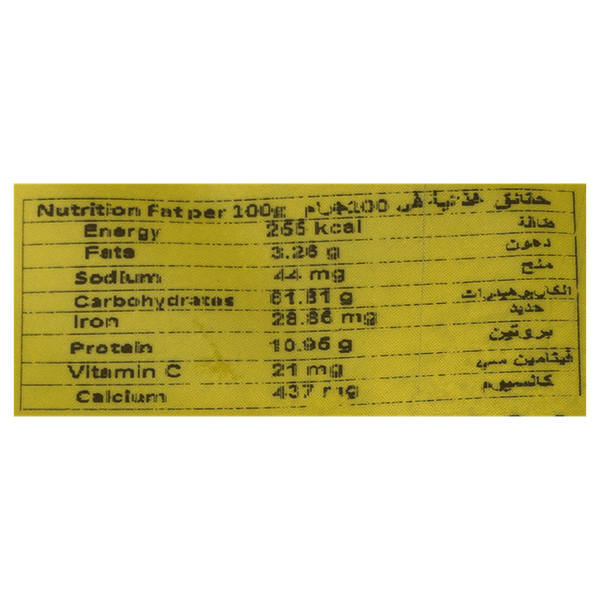 Nutrition Fat per 100g حقائق غذائية في 100جرام
Energy 255 kcal طاقة
Fats 3.26 g دهون
Sodium 44 mg ملح
Carbohydrates 61.81 g الكاربوهيدرات
Iron 28.86 mg حديد
Protein 10.95 g بروتين
Vitamin C 21 mg فيتامين سي
Calcium 437 mg كالسيوم